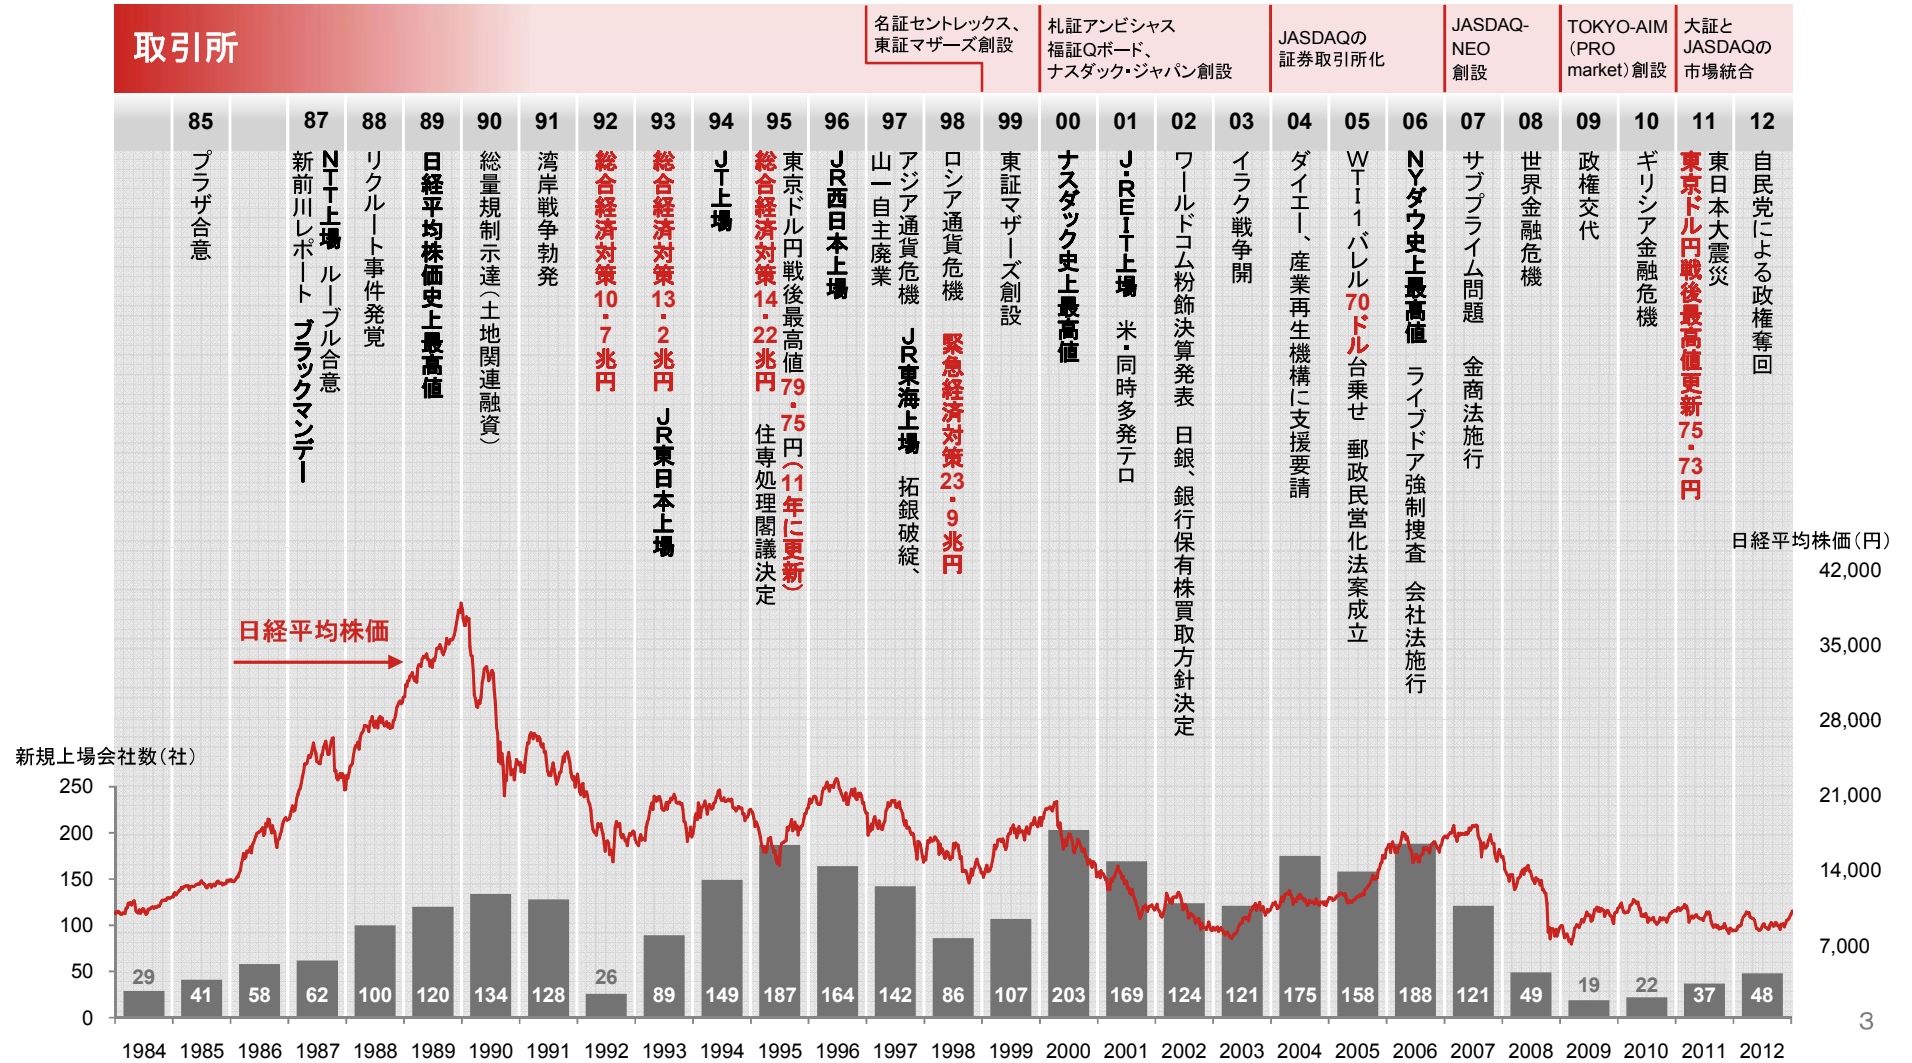 取引所
名証セントレックス、
東証マザーズ創設
札証アンビシャス
福証Qボード、
ナスダック・ジャパン創設
JASDAQの
証券取引所化
JASDAQ-
NEO
創設
TOKYO-AIM
（PRO
market）創設
大証と
JASDAQの
市場統合
85 87 88 89 90 91 92 93 94 95 96 97 98 99 00 01 02 03 04 05 06 07 08 09 10 11 12
プラザ合意
NTT上場 ルーブル合意
新前川レポート ブラックマンデー
リクルート事件発覚
日経平均株価史上最高値
総量規制示達（土地関連融資）
湾岸戦争勃発
総合経済対策10・7兆円
総合経済対策13・2兆円 JR東日本上場
JT上場
東京ドル円戦後最高値79・75円（11年に更新）
総合経済対策14・22兆円 住専処理閣議決定
JR西日本上場
アジア通貨危機 JR東海上場 拓銀破綻、
山一自主廃業
ロシア通貨危機 緊急経済対策23・9兆円
東証マザーズ創設
ナスダック史上最高値
J・REIT上場 米・同時多発テロ
ワールドコム粉飾決算発表 日銀、銀行保有株買取方針決定
イラク戦争開
ダイエー、産業再生機構に支援要請
WTI1バレル70ドル台乗せ 郵政民営化法案成立
NYダウ史上最高値 ライブドア強制捜査 会社法施行
サブプライム問題 金商法施行
世界金融危機
政権交代
ギリシア金融危機
東日本大震災
東京ドル円戦後最高値更新75・73円
自民党による政権奪回
日経平均株価（円）
42,000
35,000
28,000
21,000
14,000
7,000
日経平均株価
新規上場会社数（社）
250
200
150
100
50
0
29 41 58 62 100 120 134 128 26 89 149 187 164 142 86 107 203 169 124 121 175 158 188 121 49 19 22 37 48
1984 1985 1986 1987 1988 1989 1990 1991 1992 1993 1994 1995 1996 1997 1998 1999 2000 2001 2002 2003 2004 2005 2006 2007 2008 2009 2010 2011 2012
3